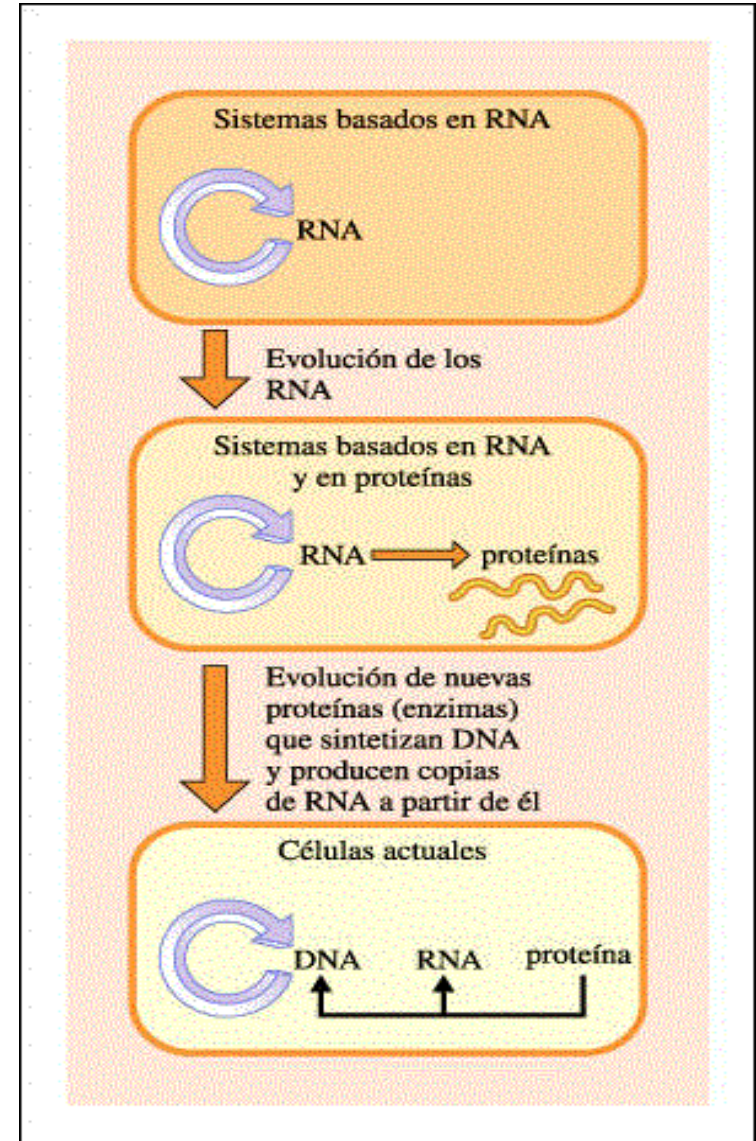 Sistemas basados en RNA
RNA
Evolución de los
RNA
Sistemas basados en RNA
y en proteínas
RNA
proteínas
Evolución de nuevas
proteínas (enzimas)
que sintetizan DNA
y producen copias
de RNA a partir de él
Células actuales
DNA RNA proteína